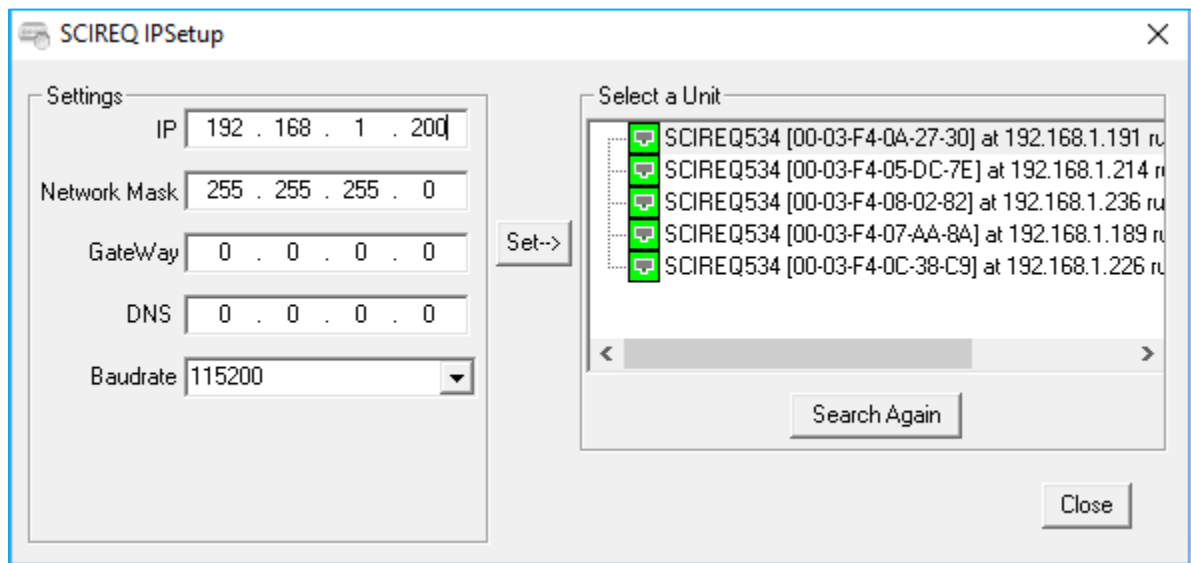 SCIREQ IPSetup
Settings
IP 192 . 168 . 1 . 200
Network Mask 255 . 255 . 255 . 0
GateWay 0 . 0 . 0 . 0
DNS 0 . 0 . 0 . 0
Baudrate 115200
Set-->
Select a Unit
SCIREQ534 [00-03-F4-0A-27-30] at 192.168.1.191
SCIREQ534 [00-03-F4-05-DC-7E] at 192.168.1.214
SCIREQ534 [00-03-F4-08-02-82] at 192.168.1.236
SCIREQ534 [00-03-F4-07-AA-8A] at 192.168.1.189
SCIREQ534 [00-03-F4-0C-38-C9] at 192.168.1.226
Search Again
Close